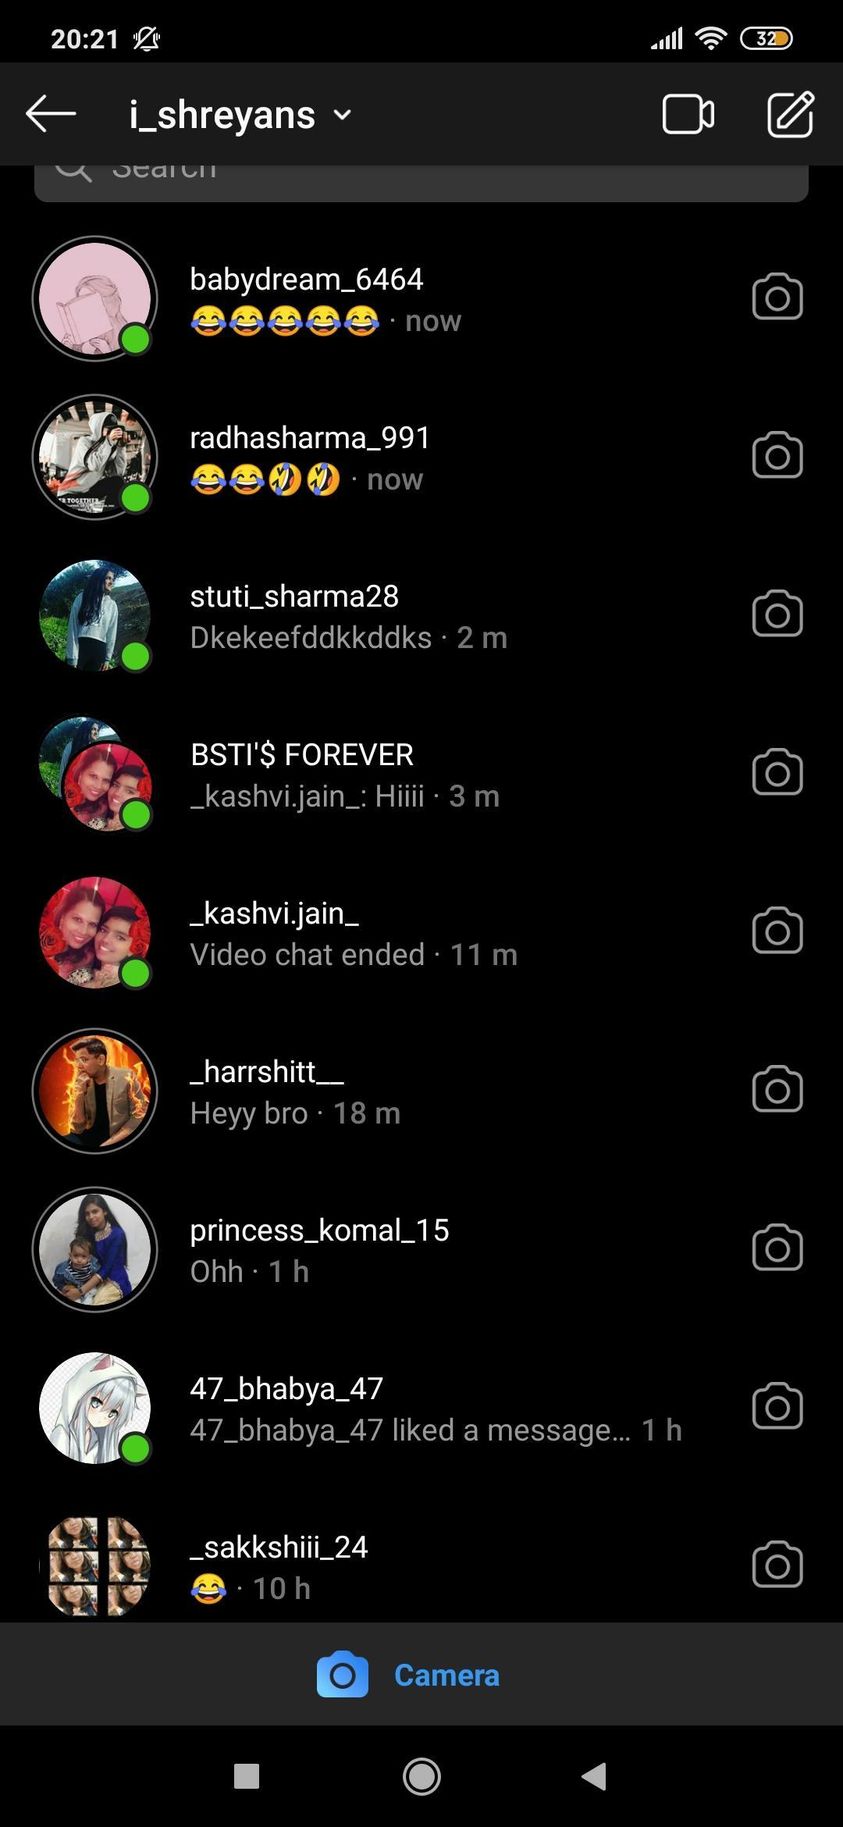 20:21
32
i_shreyans
Search
babydream_6464
😂😂😂😂😂 · now
radhasharma_991
😂😂🤣🤣 · now
stuti_sharma28
Dkekeefddkkddks · 2 m
BSTI'$ FOREVER
_kashvi.jain_: Hiiii · 3 m
_kashvi.jain_
Video chat ended · 11 m
_harrshitt__
Heyy bro · 18 m
princess_komal_15
Ohh · 1 h
47_bhabya_47
47_bhabya_47 liked a message... 1 h
_sakkshiii_24
😂 · 10 h
Camera